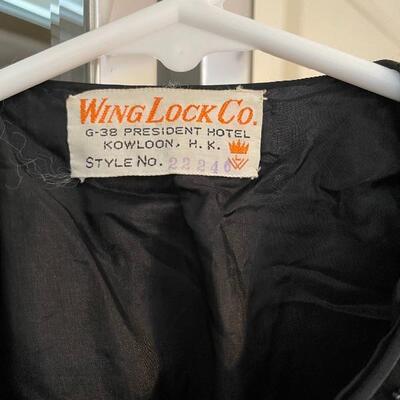 WING LOCK CO.
G-38 PRESIDENT HOTEL
KOWLOON, H. K.
STYLE NO. 22246